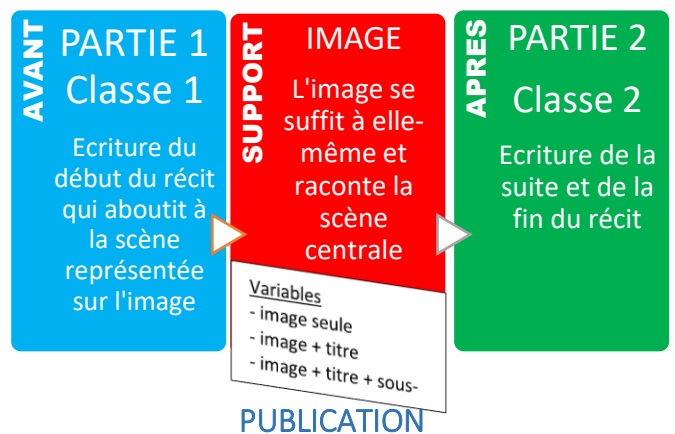 AVANT
PARTIE 1
Classe 1
Ecriture du
début du récit
qui aboutit à
la scène
représentée
sur l'image
SUPPORT
IMAGE
L'image se
suffit à elle-
même et
raconte la
scène
centrale
Variables
- image seule
- image + titre
- image + titre + sous-
APRES
PARTIE 2
Classe 2
Ecriture de la
suite et de la
fin du récit
PUBLICATION